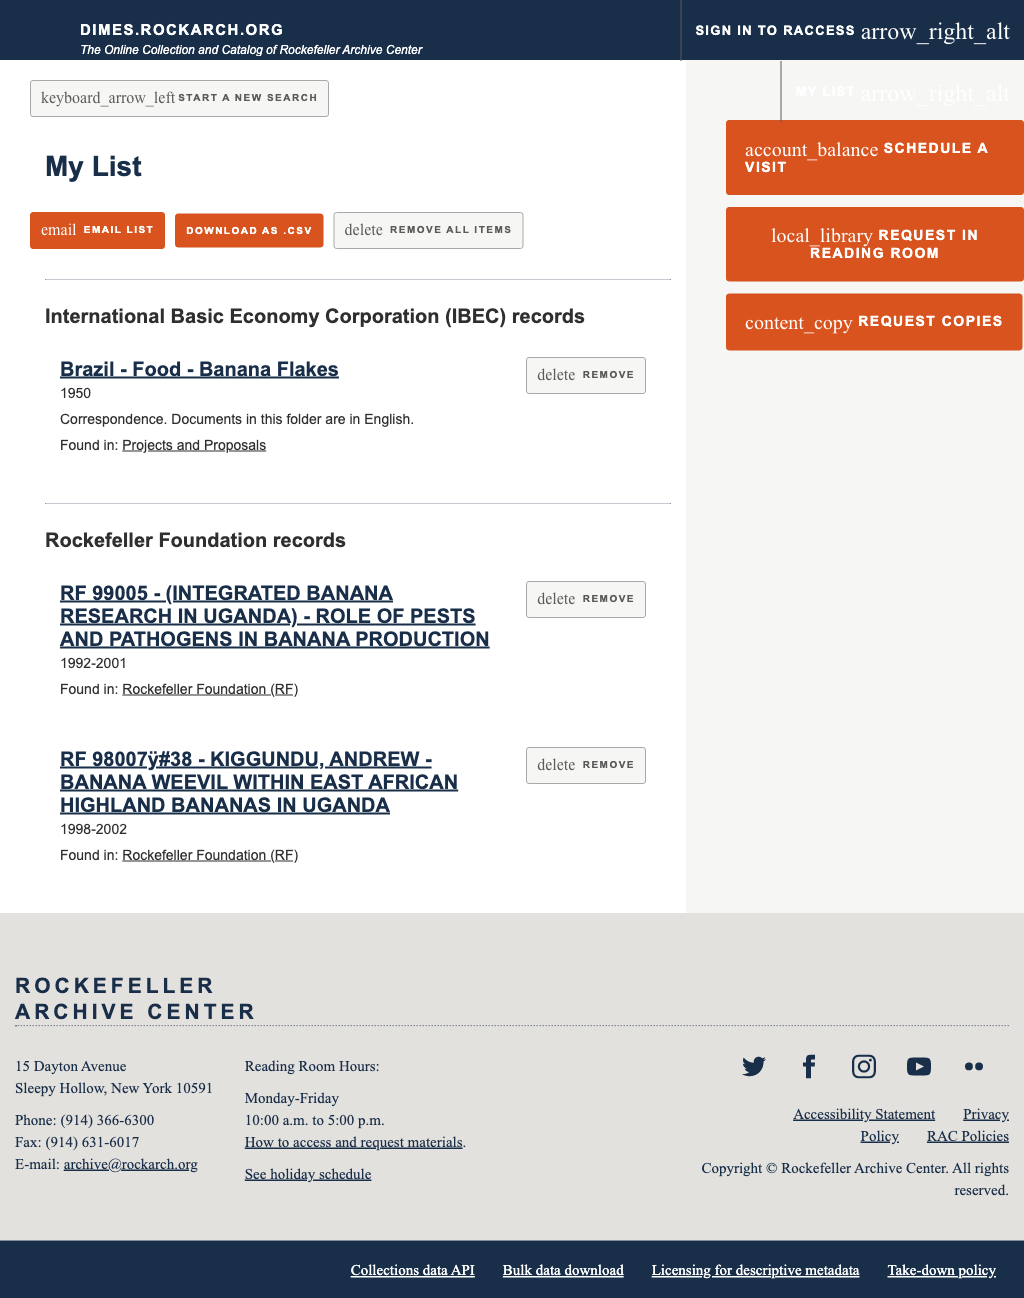 DIMES.ROCKARCH.ORG
The Online Collection and Catalog of Rockefeller Archive Center
SIGN IN TO RACCESS arrow_right_alt
MY LIST arrow_right_alt
keyboard_arrow_left START A NEW SEARCH
My List
email EMAIL LIST
DOWNLOAD AS .CSV
delete REMOVE ALL ITEMS
account_balance SCHEDULE A
VISIT
local_library REQUEST IN
READING ROOM
content_copy REQUEST COPIES
International Basic Economy Corporation (IBEC) records
Brazil - Food - Banana Flakes
delete REMOVE
1950
Correspondence. Documents in this folder are in English.
Found in: Projects and Proposals
Rockefeller Foundation records
RF 99005 - (INTEGRATED BANANA
RESEARCH IN UGANDA) - ROLE OF PESTS
AND PATHOGENS IN BANANA PRODUCTION
delete REMOVE
1992-2001
Found in: Rockefeller Foundation (RF)
RF 98007ÿ#38 - KIGGUNDU, ANDREW -
BANANA WEEVIL WITHIN EAST AFRICAN
HIGHLAND BANANAS IN UGANDA
delete REMOVE
1998-2002
Found in: Rockefeller Foundation (RF)
ROCKEFELLER
ARCHIVE CENTER
15 Dayton Avenue
Sleepy Hollow, New York 10591
Phone: (914) 366-6300
Fax: (914) 631-6017
E-mail: archive@rockarch.org
Reading Room Hours:
Monday-Friday
10:00 a.m. to 5:00 p.m.
How to access and request materials.
See holiday schedule
Accessibility Statement Privacy
Policy RAC Policies
Copyright © Rockefeller Archive Center. All rights
reserved.
Collections data API Bulk data download Licensing for descriptive metadata Take-down policy